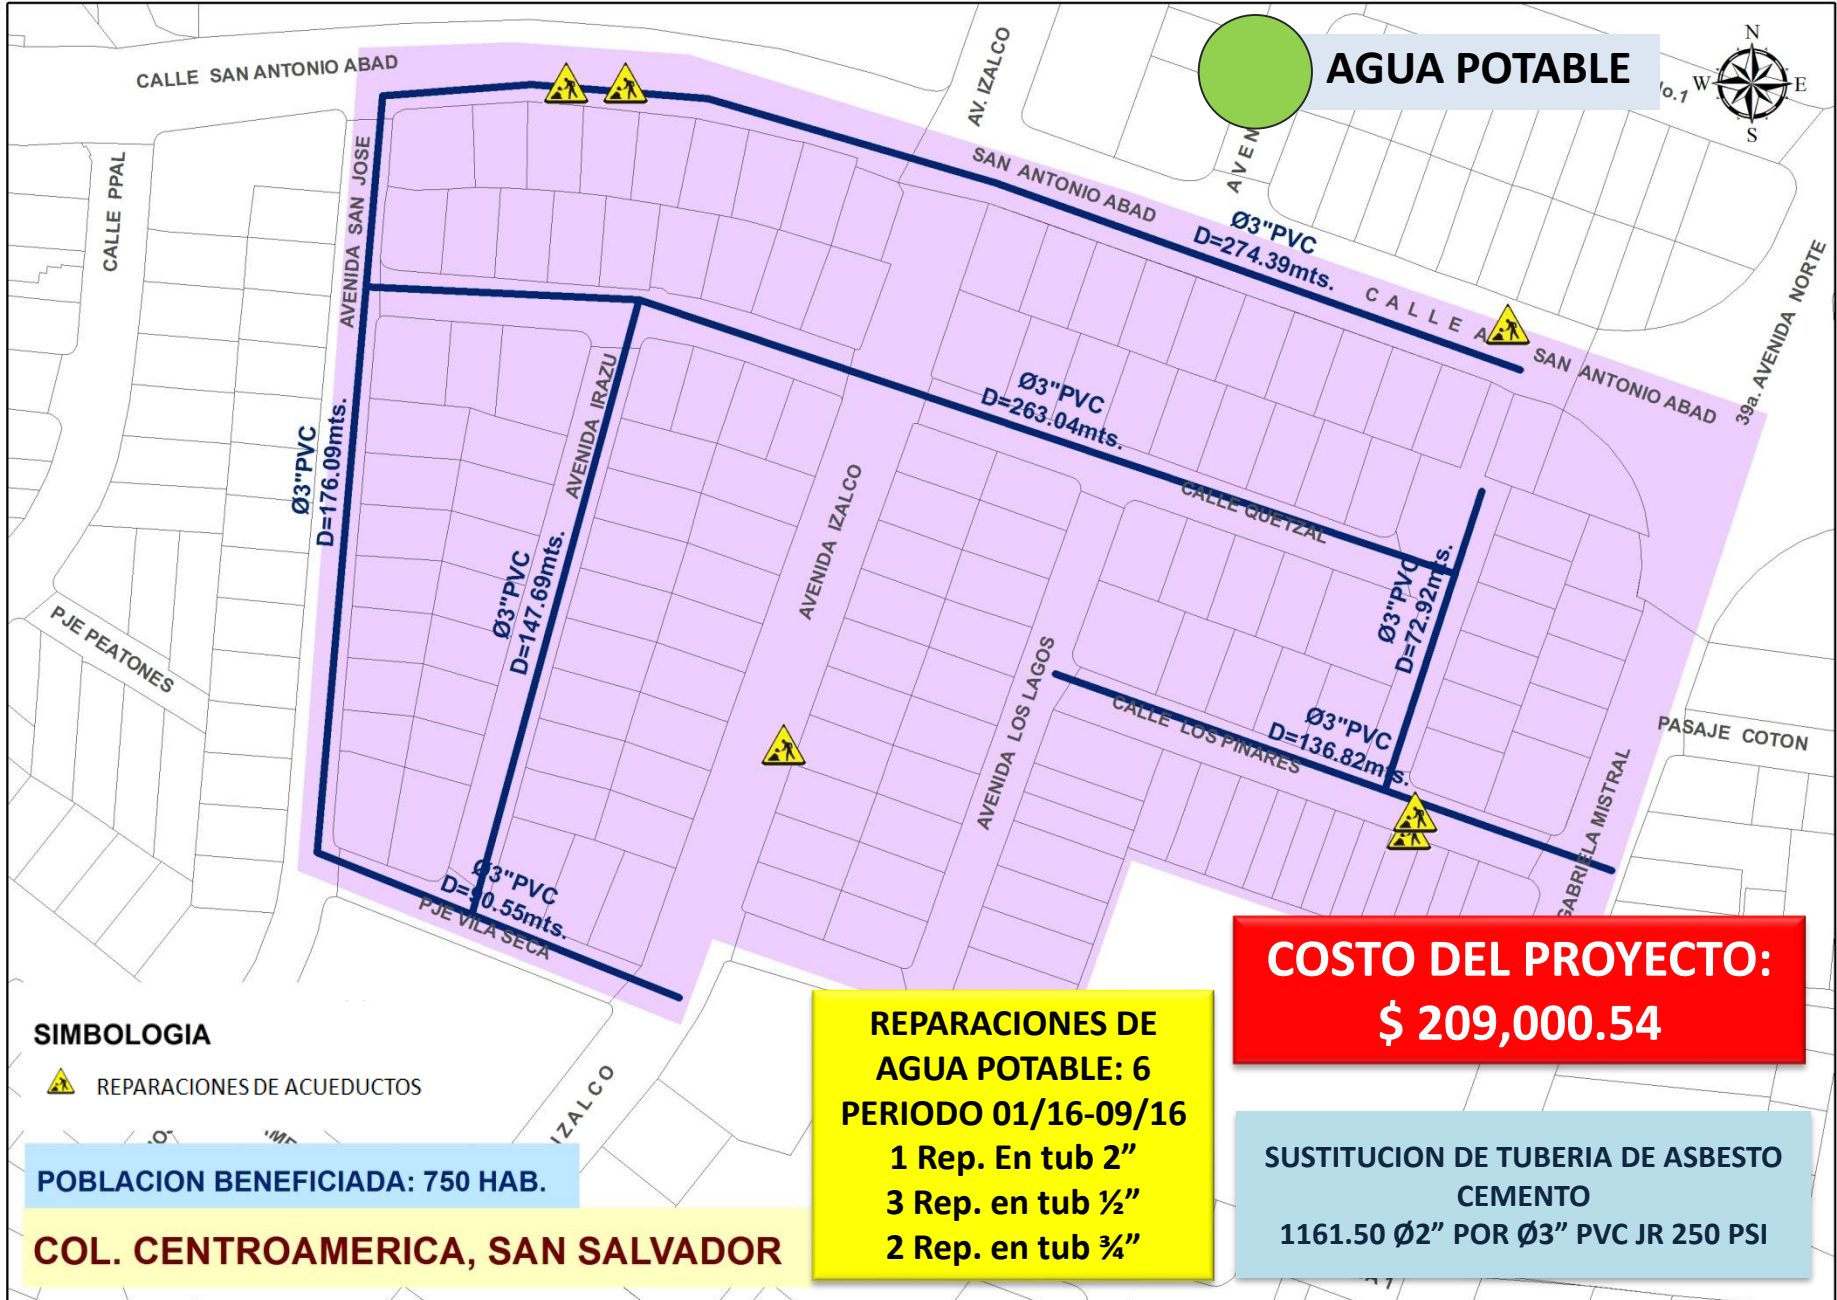 AGUA POTABLE
N
W
E
S
CALLE SAN ANTONIO ABAD
AV. IZALCO
AVEN
o.1
CALLE PPAL
AVENIDA SAN JOSE
SAN ANTONIO ABAD
Ø3"PVC
D=274.39mts.
CALLE A
SAN ANTONIO ABAD
39a. AVENIDA NORTE
Ø3"PVC
D=176.09mts.
AVENIDA IRAZU
Ø3"PVC
D=263.04mts.
CALLE QUETZAL
AVENIDA IZALCO
Ø3"PVC
D=147.69mts.
Ø3"PVC
D=72.92mts.
PJE PEATONES
AVENIDA LOS LAGOS
CALLE LOS PINARES
Ø3"PVC
D=136.82mts.
PASAJE COTON
GABRIELA MISTRAL
Ø3"PVC
D=90.55mts.
PJE VILA SECA
COSTO DEL PROYECTO:
$ 209,000.54
SIMBOLOGIA
REPARACIONES DE ACUEDUCTOS
IZALCO
REPARACIONES DE
AGUA POTABLE: 6
PERIODO 01/16-09/16
1 Rep. En tub 2”
3 Rep. en tub ½”
2 Rep. en tub ¾”
SUSTITUCION DE TUBERIA DE ASBESTO
CEMENTO
1161.50 Ø2” POR Ø3” PVC JR 250 PSI
POBLACION BENEFICIADA: 750 HAB.
COL. CENTROAMERICA, SAN SALVADOR